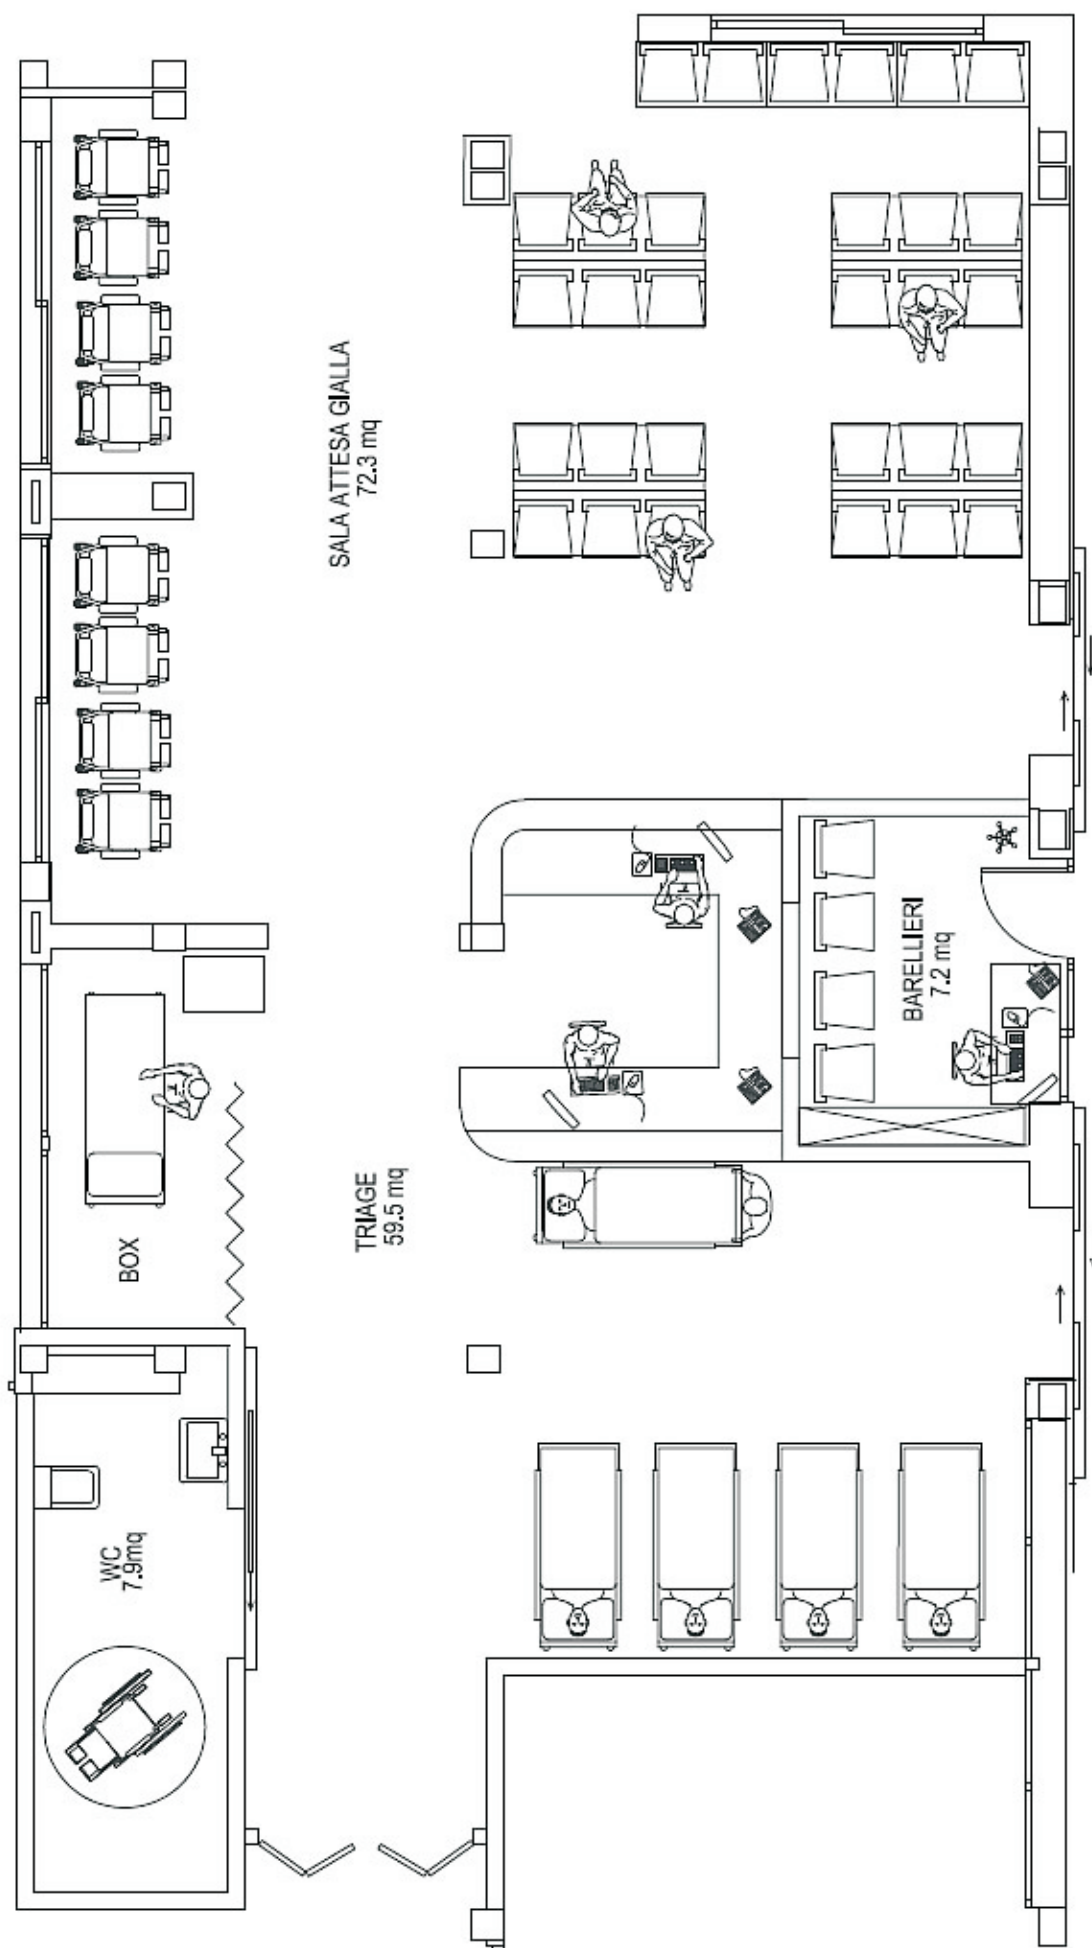 SALA ATTESA GIALLA
72.3 mq
BARELLIERI
7.2 mq
TRIAGE
59.5 mq
BOX
WC
7.9mq